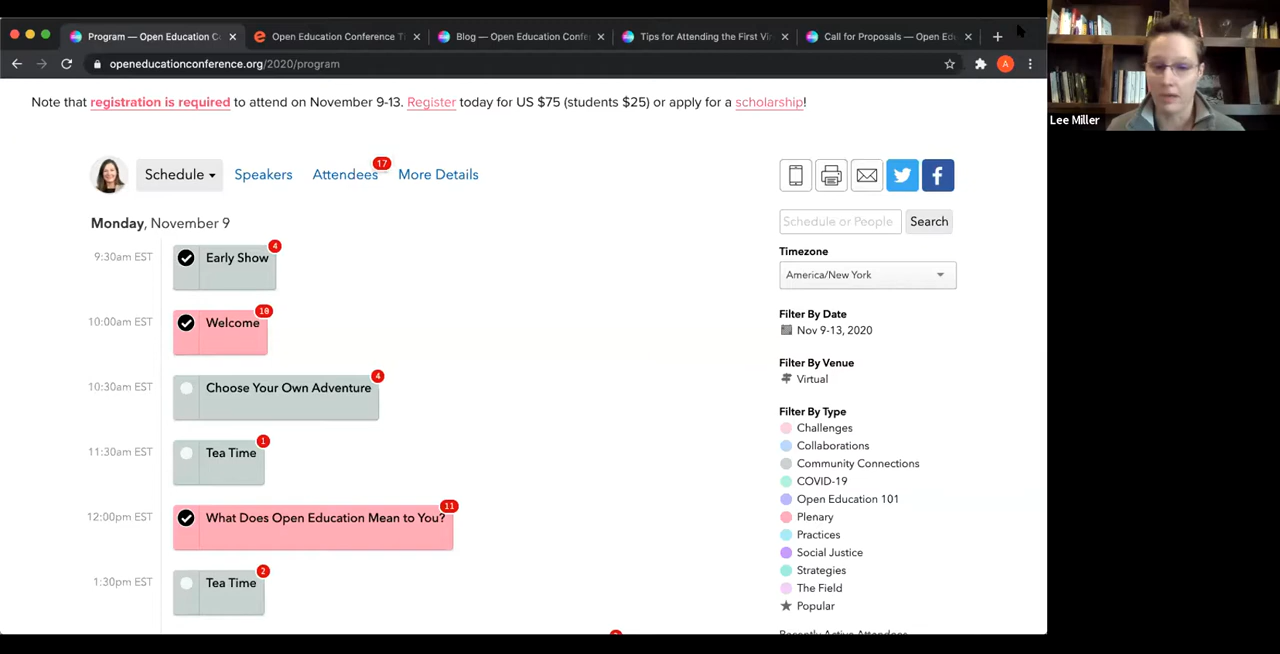 Program — Open Education C
Open Education Conference T
Blog — Open Education Confe
Tips for Attending the First Vi
Call for Proposals — Open Ed
openeducationconference.org/2020/program
A
Note that registration is required to attend on November 9-13. Register today for US $75 (students $25) or apply for a scholarship!
Lee Miller
Schedule Speakers Attendees 17 More Details
Schedule or People Search
Monday, November 9
Timezone
America/New York
9:30am EST Early Show 4
10:00am EST Welcome 10
10:30am EST Choose Your Own Adventure 4
11:30am EST Tea Time 1
12:00pm EST What Does Open Education Mean to You? 11
1:30pm EST Tea Time 2
Filter By Date
Nov 9-13, 2020
Filter By Venue
Virtual
Filter By Type
Challenges
Collaborations
Community Connections
COVID-19
Open Education 101
Plenary
Practices
Social Justice
Strategies
The Field
Popular
Recently Active Attendees